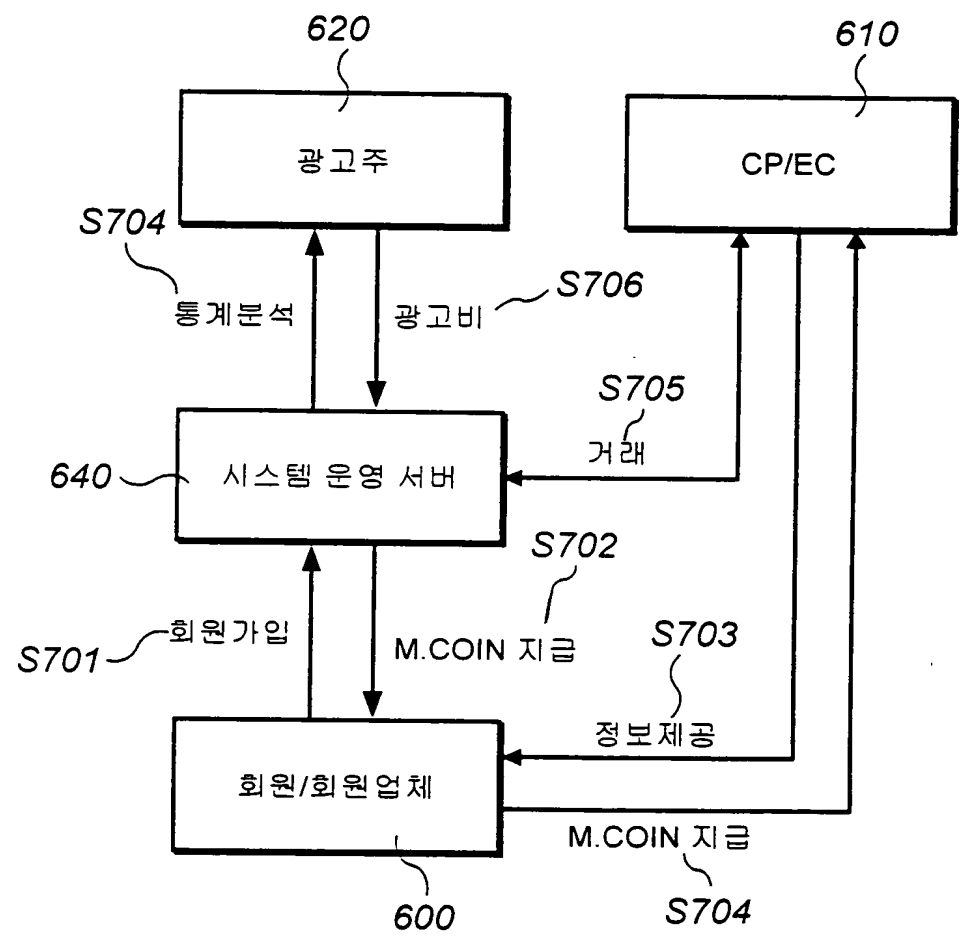 620
610
광고주
CP/EC
S704
통계분석
광고비
S706
S705
거래
640
시스템 운영 서버
S702
회원가입
S701
M.COIN 지급
S703
정보제공
회원/회원업체
M.COIN 지급
600
S704